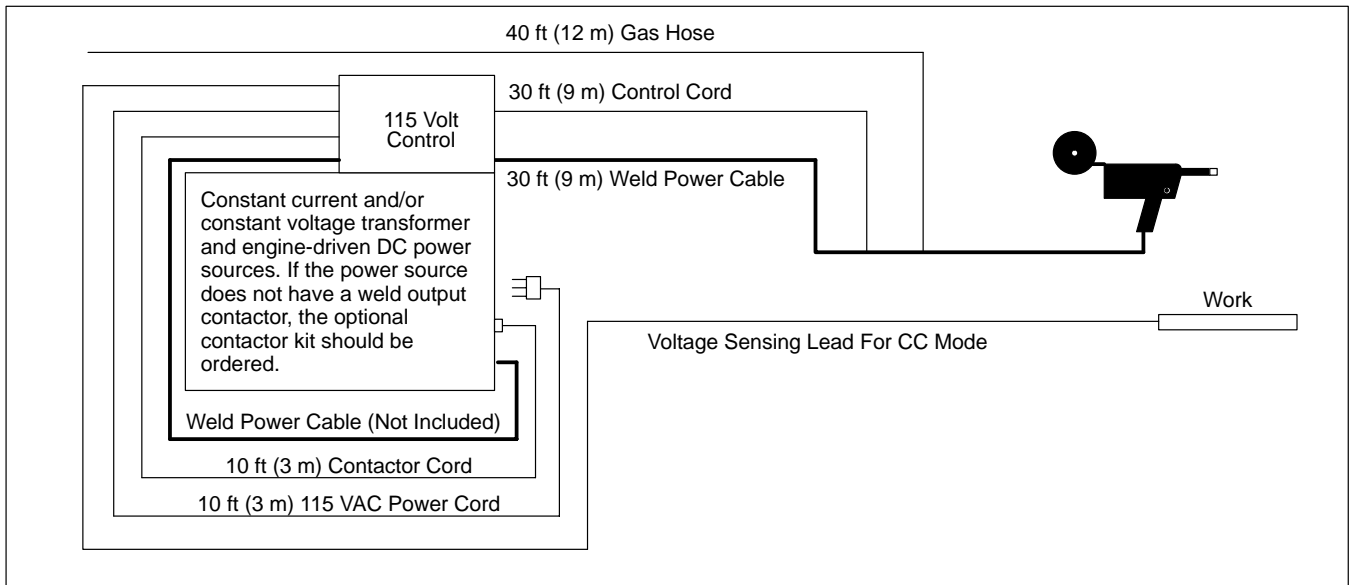 40 ft (12 m) Gas Hose
30 ft (9 m) Control Cord
115 Volt
Control
30 ft (9 m) Weld Power Cable
Constant current and/or
constant voltage transformer
and engine-driven DC power
sources. If the power source
does not have a weld output
contactor, the optional
contactor kit should be
ordered.
Work
Voltage Sensing Lead For CC Mode
Weld Power Cable (Not Included)
10 ft (3 m) Contactor Cord
10 ft (3 m) 115 VAC Power Cord